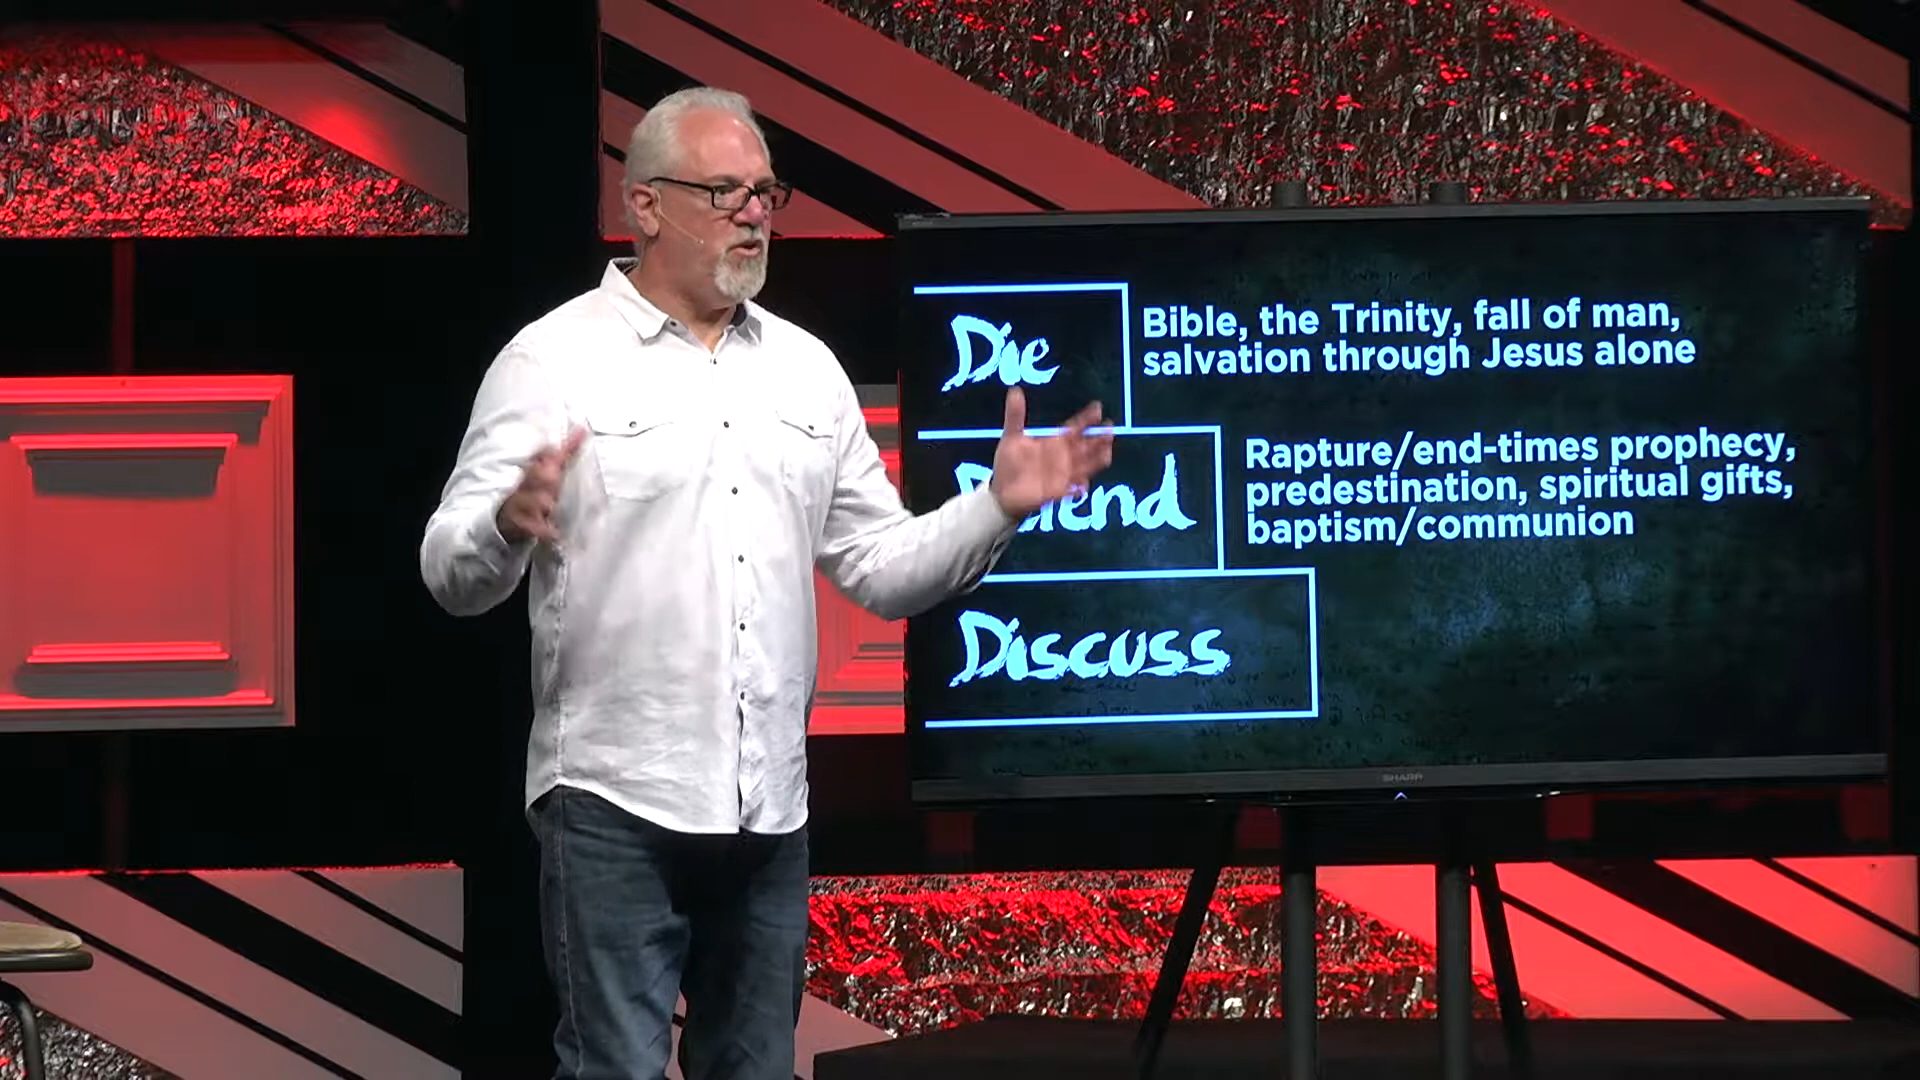 Die
Bible, the Trinity, fall of man,
salvation through Jesus alone
Rapture/end-times prophecy,
predestination, spiritual gifts,
baptism/communion
Discuss
SHARP